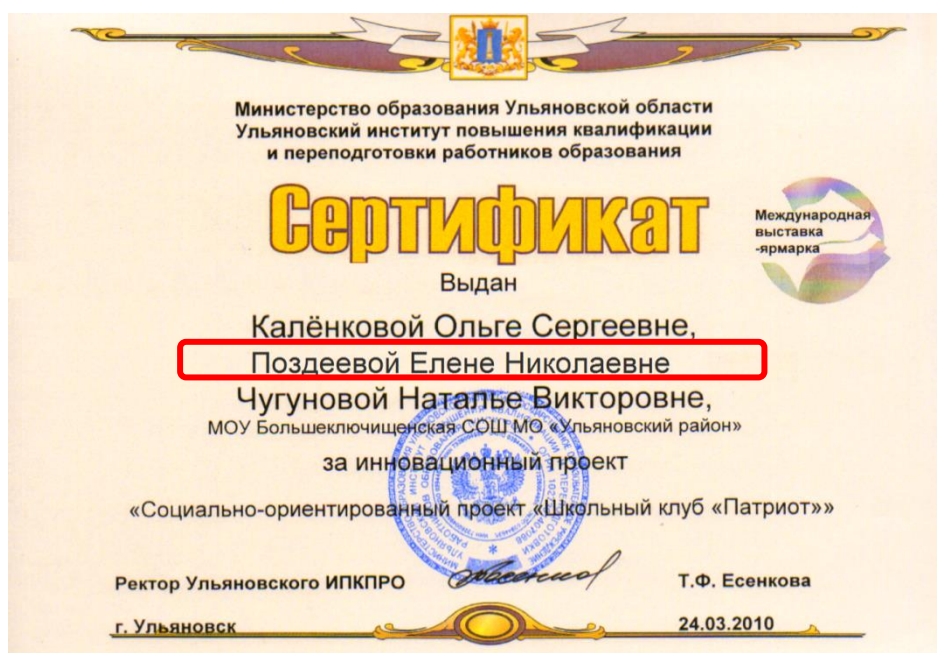 Министерство образования Ульяновской области
Ульяновский институт повышения квалификации
и переподготовки работников образования
Сертификат
Международная
выставка
-ярмарка
Выдан
Калёнковой Ольге Сергеевне,
Поздеевой Елене Николаевне
Чугуновой Наталье Викторовне,
МОУ Большеключищенская СОШ МО «Ульяновский район»
за инновационный проект
«Социально-ориентированный проект «Школьный клуб «Патриот»»
Ректор Ульяновского ИПКПРО
Т.Ф. Есенкова
г. Ульяновск
24.03.2010